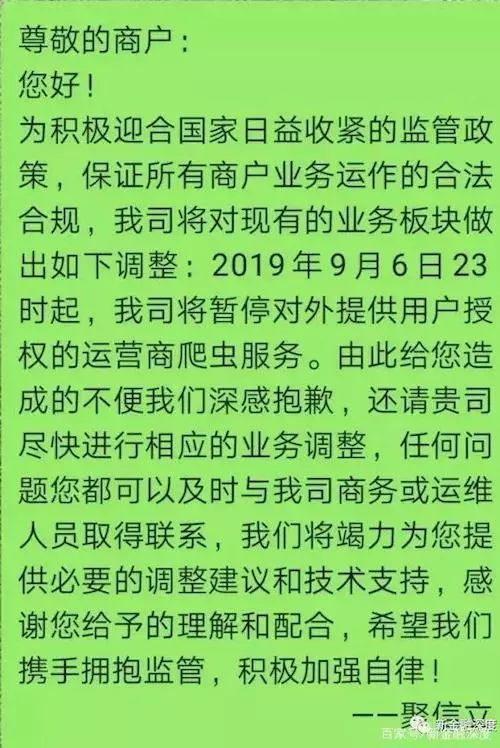 尊敬的商户：
您好！
为积极迎合国家日益收紧的监管政
策，保证所有商户业务运作的合法
合规，我司将对现有的业务板块做
出如下调整：2019年9月6日23
时起，我司将暂停对外提供用户授
权的运营商爬虫服务。由此给您造
成的不便我们深感抱歉，还请贵司
尽快进行相应的业务调整，任何问
题您都可以及时与我司商务或运维
人员取得联系，我们将竭力为您提
供必要的调整建议和技术支持，感
谢您给予的理解和配合，希望我们
携手拥抱监管，积极加强自律！
——聚信立
新金融深度
百家号/新金融深度